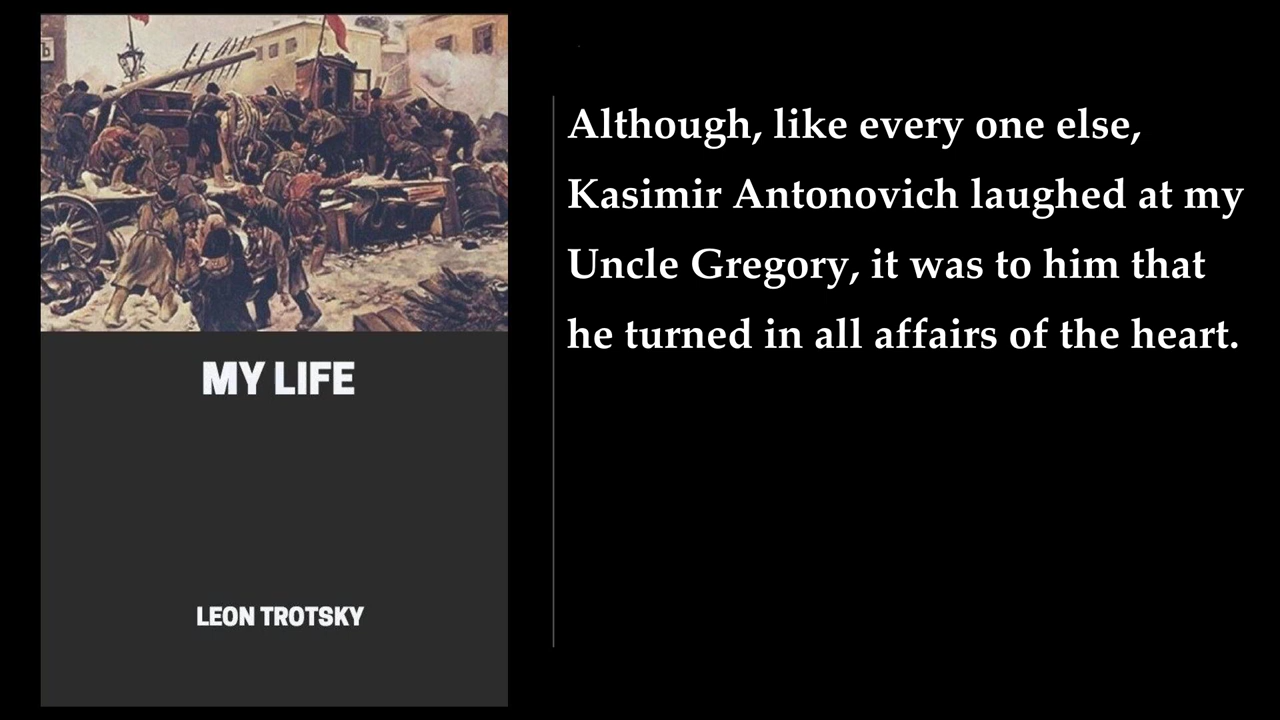 MY LIFE
LEON TROTSKY
Although, like every one else,
Kasimir Antonovich laughed at my
Uncle Gregory, it was to him that
he turned in all affairs of the heart.